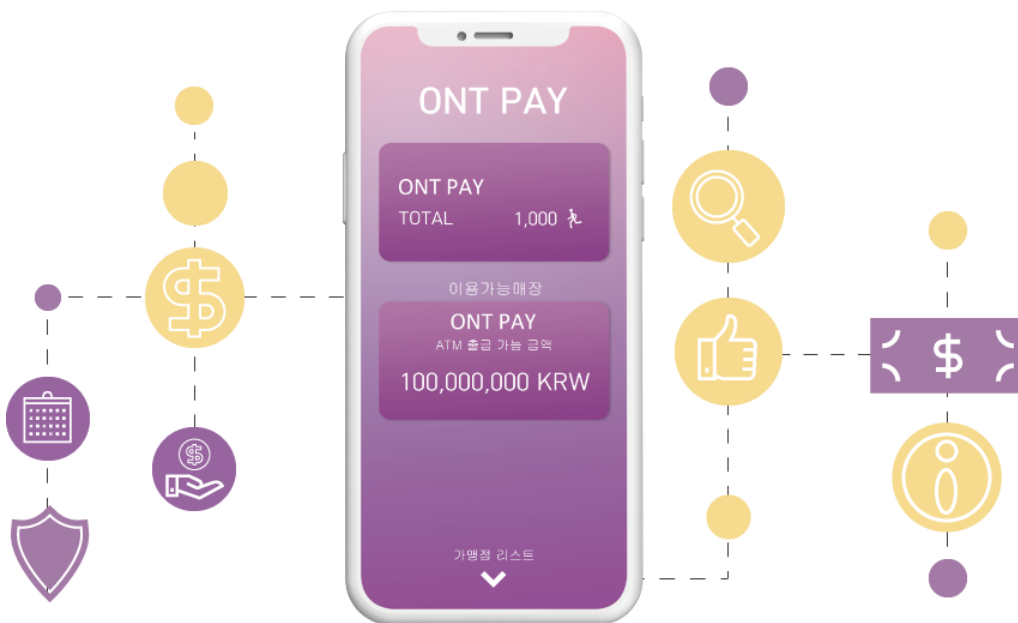 ONT PAY
ONT PAY
TOTAL 1,000
이용가능매장
ONT PAY
ATM 출급 가능 금액
100,000,000 KRW
가맹점 리스트
$
$
$